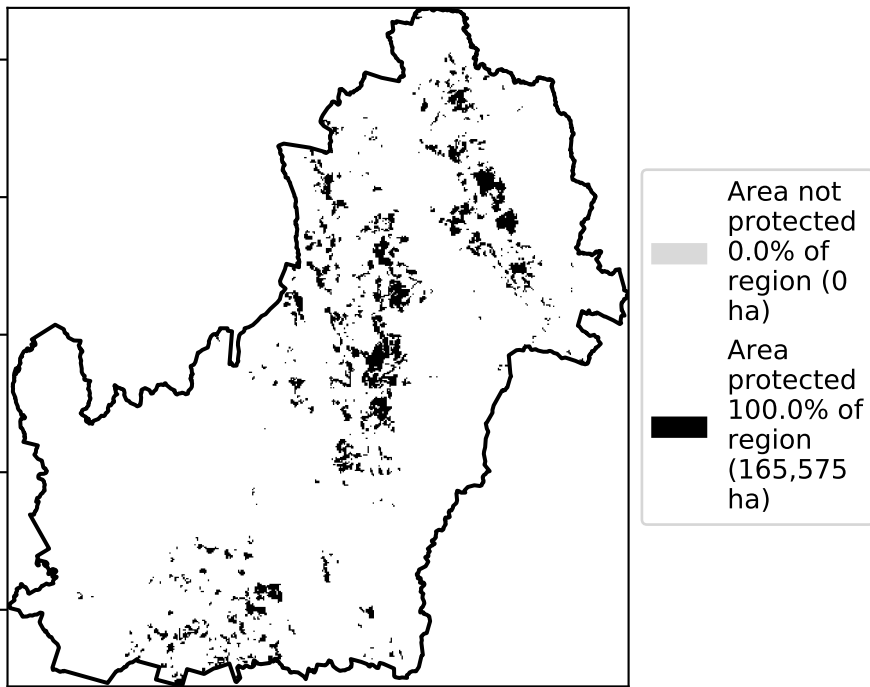 Area not
protected
0.0% of
region (0
ha)
Area
protected
100.0% of
region
(165,575
ha)